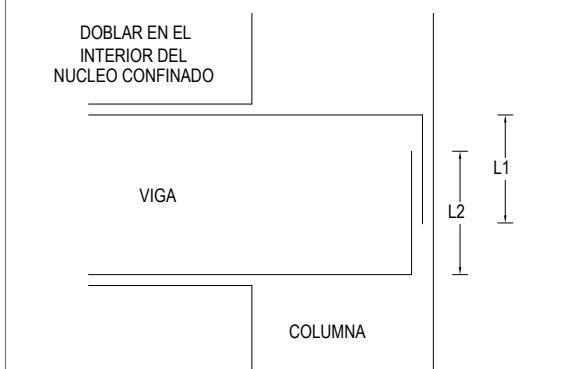 DOBLAR EN EL
INTERIOR DEL
NUCLEO CONFINADO
L1
VIGA
L2
COLUMNA